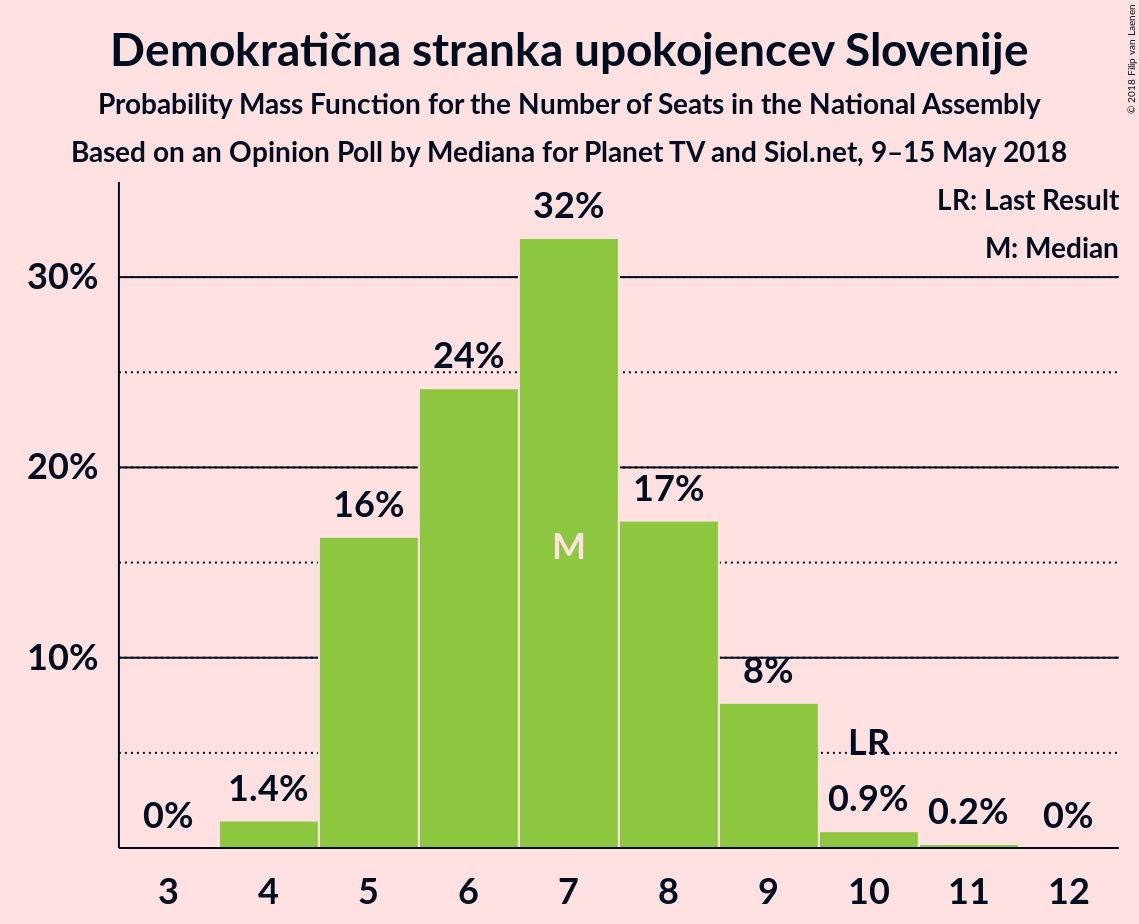 Demokratična stranka upokojencev Slovenije
Probability Mass Function for the Number of Seats in the National Assembly
Based on an Opinion Poll by Mediana for Planet TV and Siol.net, 9–15 May 2018
© 2018 Filip van Laenen
LR: Last Result
M: Median
30%
20%
10%
0%
1.4%
16%
24%
32%
M
17%
8%
LR
0.9%
0.2%
0%
3 4 5 6 7 8 9 10 11 12